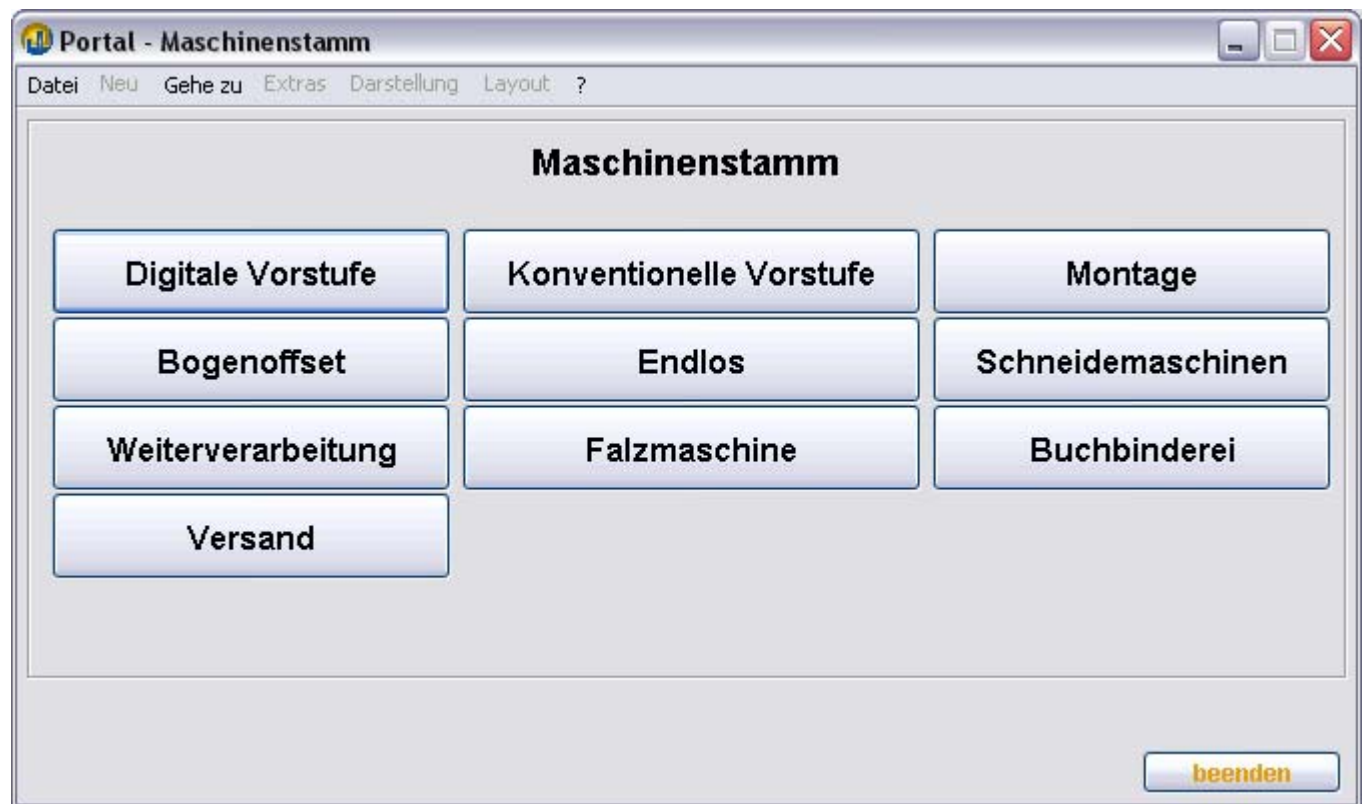 Portal - Maschinenstamm
Datei Neu Gehe zu Extras Darstellung Layout ?
Maschinenstamm
Digitale Vorstufe Konventionelle Vorstufe Montage
Bogenoffset Endlos Schneidemaschinen
Weiterverarbeitung Falzmaschine Buchbinderei
Versand
beenden